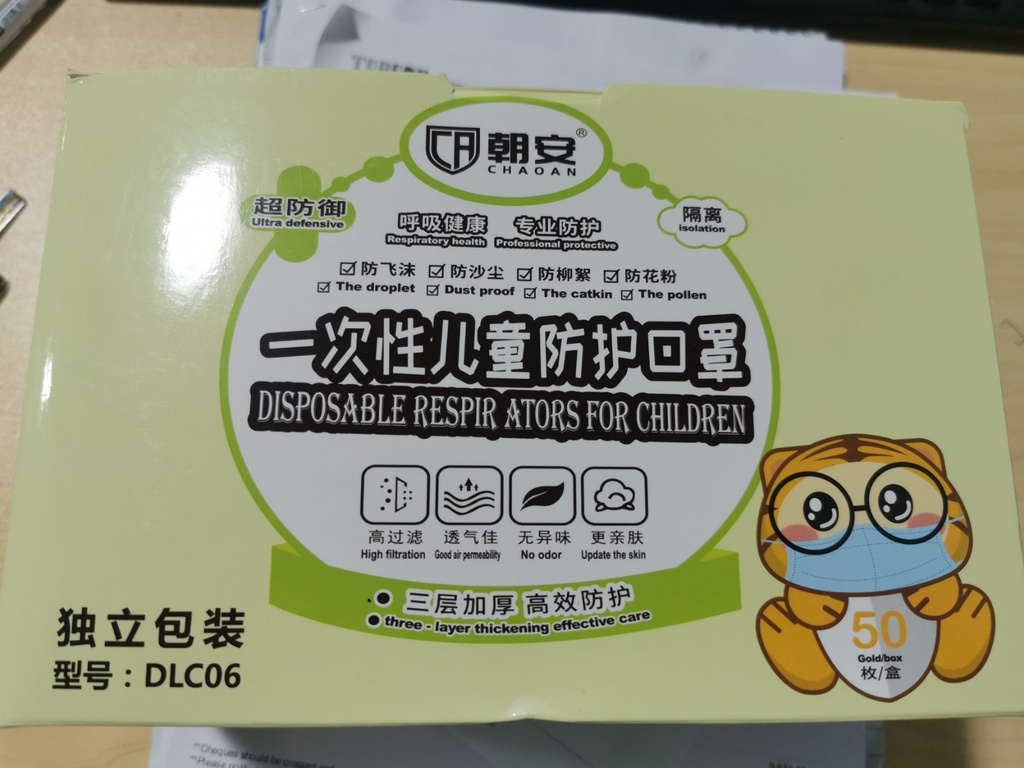 CA 朝安®
CHAOAN
超防御
Ultra defensive
呼吸健康 专业防护
Respiratory health Professional protective
隔离
isolation
防飞沫 防沙尘 防柳絮 防花粉
The droplet Dust proof The catkin The pollen
一次性儿童防护口罩
DISPOSABLE RESPIR ATORS FOR CHILDREN
高过滤 透气佳 无异味 更亲肤
High filtration Good air permeability No odor Update the skin
三层加厚 高效防护
three - layer thickening effective care
独立包装
型号：DLC06
50
Gold/box
枚/盒